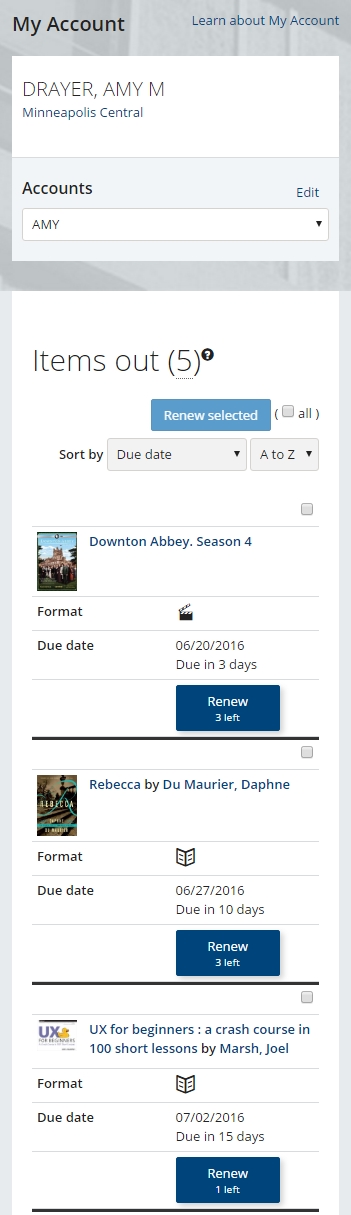 My Account
Learn about My Account
DRAYER, AMY M
Minneapolis Central
Accounts
Edit
AMY
Items out (5)?
Renew selected ( all )
Sort by Due date A to Z
Downton Abbey. Season 4
Format
Due date 06/20/2016
Due in 3 days
Renew
3 left
Rebecca by Du Maurier, Daphne
REBECCA
DU MAURIER
Format
Due date 06/27/2016
Due in 10 days
Renew
3 left
UX for beginners : a crash course in
100 short lessons by Marsh, Joel
UX
FOR BEGINNERS
Format
Due date 07/02/2016
Due in 15 days
Renew
1 left